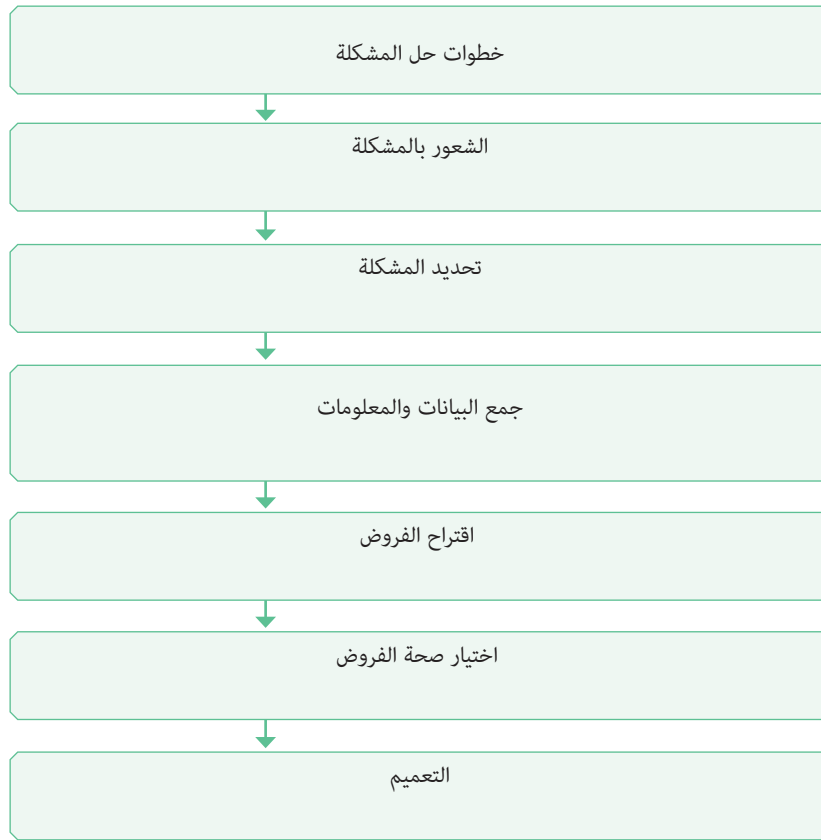 خطوات حل المشكلة
الشعور بالمشكلة
تحديد المشكلة
جمع البيانات والمعلومات
اقتراح الفروض
اختيار صحة الفروض
التعميم